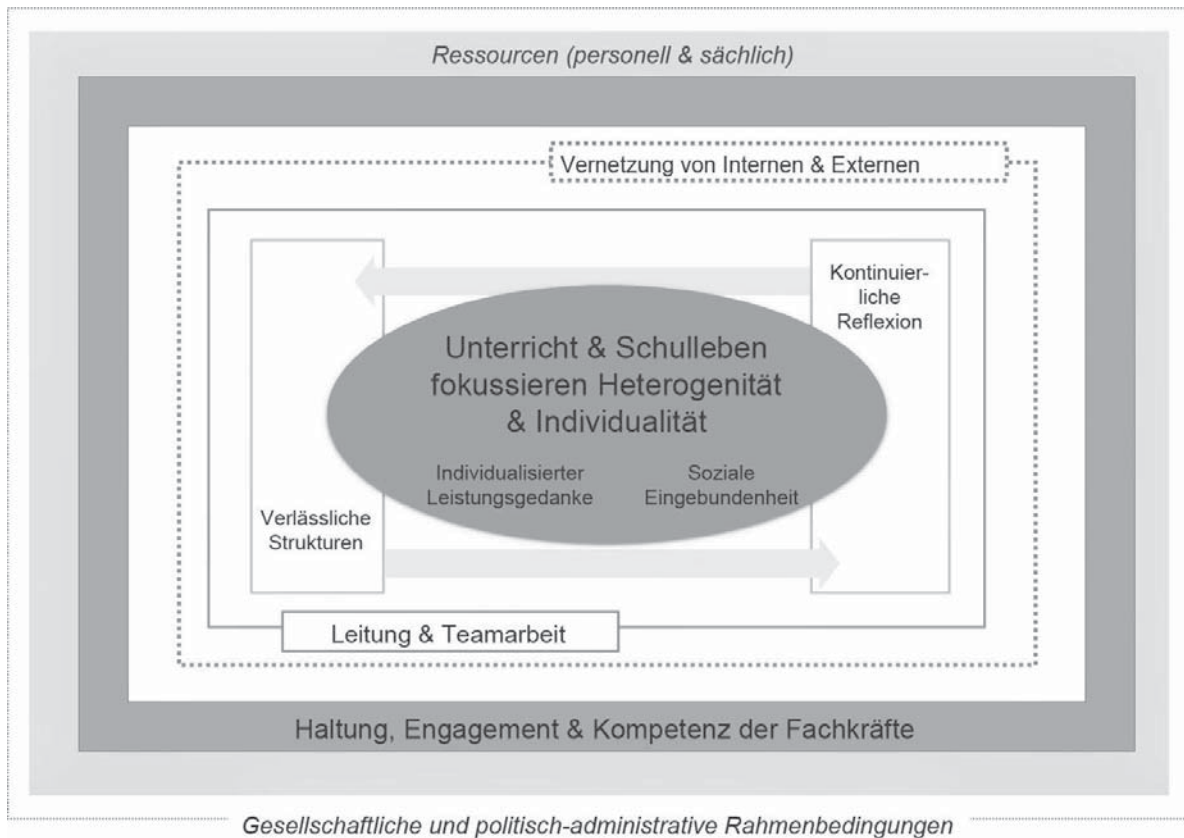 Ressourcen (personell & sächlich)
Vernetzung von Internen & Externen
Kontinuier-
liche
Reflexion
Unterricht & Schulleben
fokussieren Heterogenität
& Individualität
Individualisierter
Leistungsgedanke
Soziale
Eingebundenheit
Verlässliche
Strukturen
Leitung & Teamarbeit
Haltung, Engagement & Kompetenz der Fachkräfte
Gesellschaftliche und politisch-administrative Rahmenbedingungen